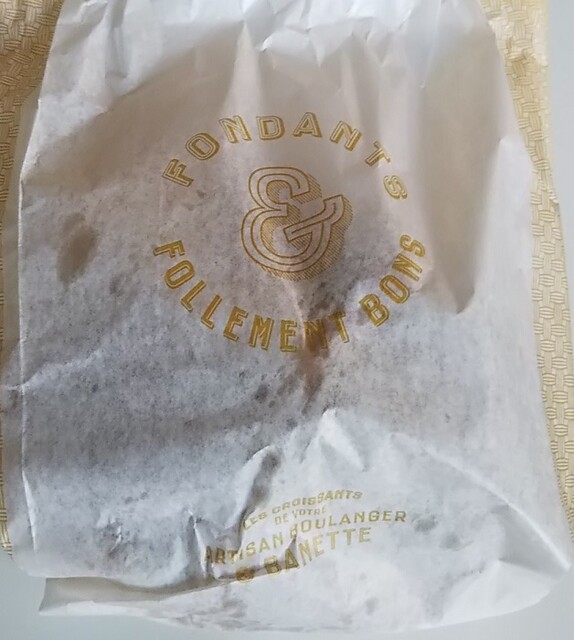 FONDANTS
&
FOLLEMENT BONS
LES CROISSANTS
DE VOTRE
ARTISAN BOULANGER
& BANETTE